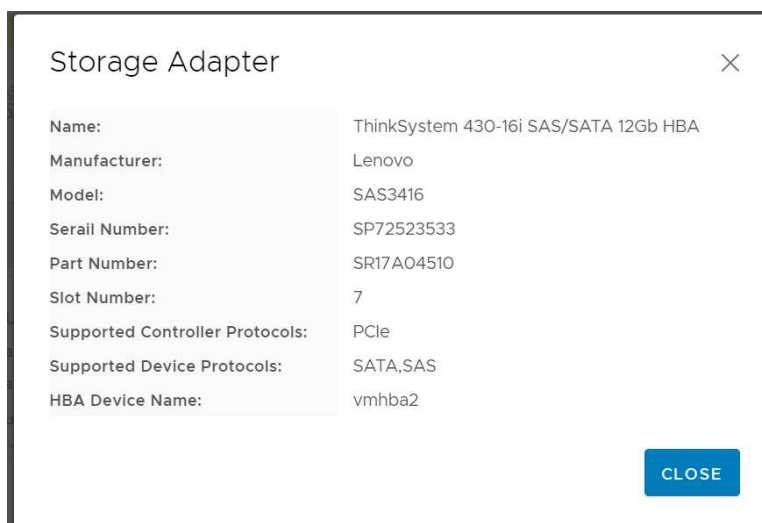 Storage Adapter
Name: ThinkSystem 430-16i SAS/SATA 12Gb HBA
Manufacturer: Lenovo
Model: SAS3416
Serail Number: SP72523533
Part Number: SR17A04510
Slot Number: 7
Supported Controller Protocols: PCIe
Supported Device Protocols: SATA,SAS
HBA Device Name: vmhba2
CLOSE